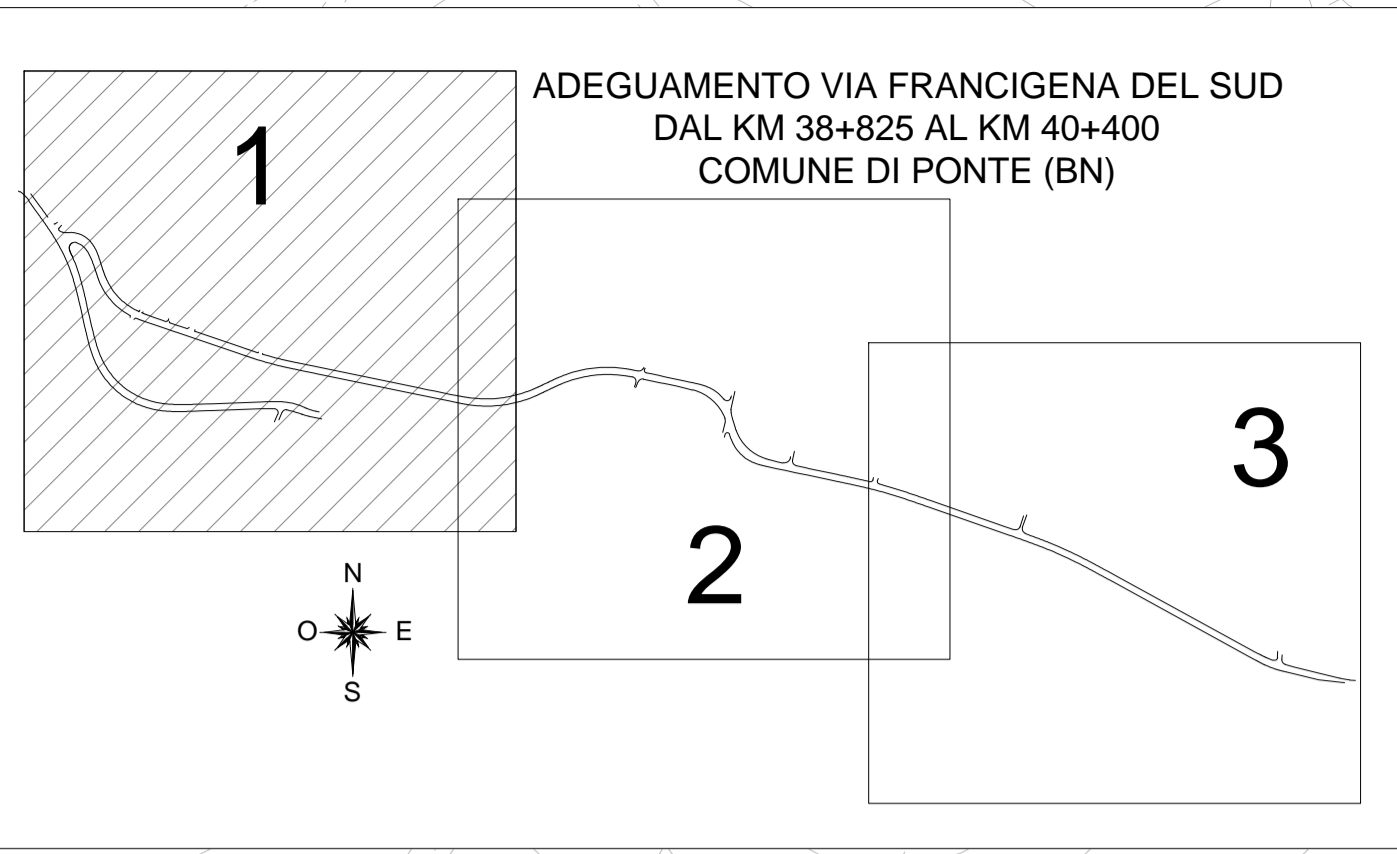 ADEGUAMENTO VIA FRANCIGENA DEL SUD
DAL KM 38+825 AL KM 40+400
COMUNE DI PONTE (BN)
1
2
3
N
O E
S